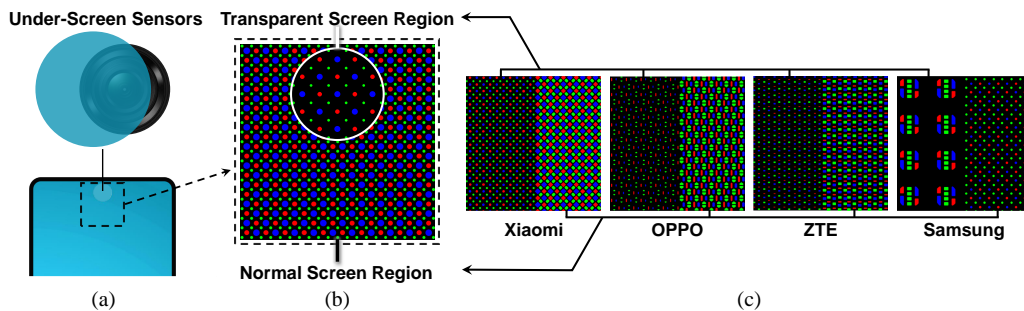 Under-Screen Sensors
Transparent Screen Region
Xiaomi
OPPO
ZTE
Samsung
Normal Screen Region
(a)
(b)
(c)